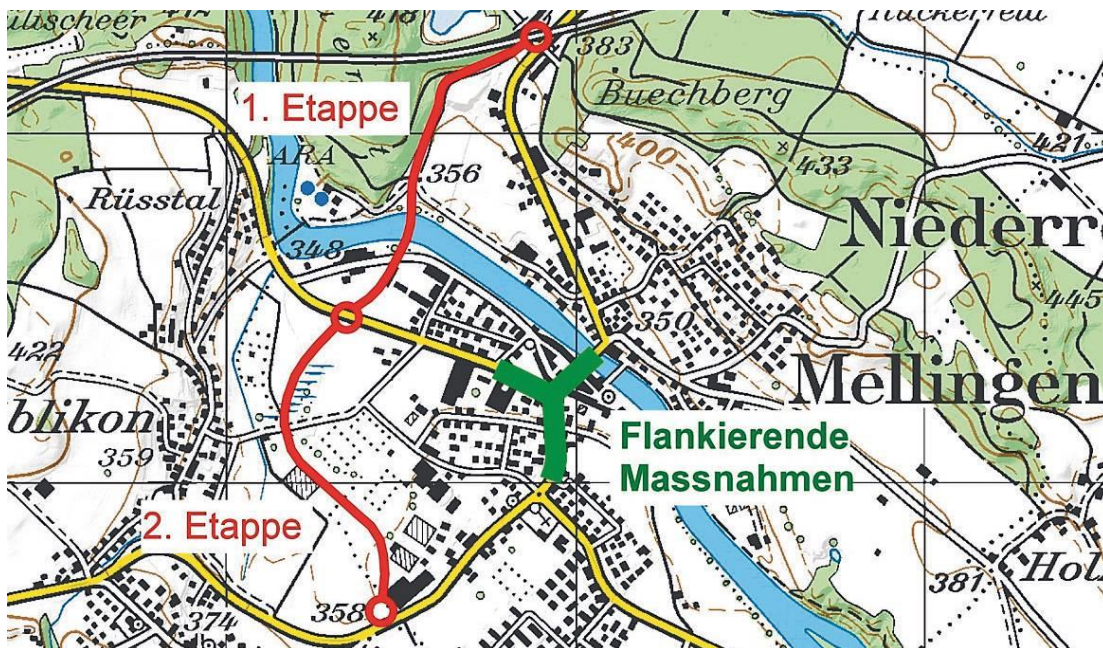 383
Buechberg
1. Etappe
421
ARA
400
433
356
Rüsstal
Niederr
348
445
350
422
Mellingen
blikon
Flankierende
Massnahmen
359
2. Etappe
381
Hol
358
374